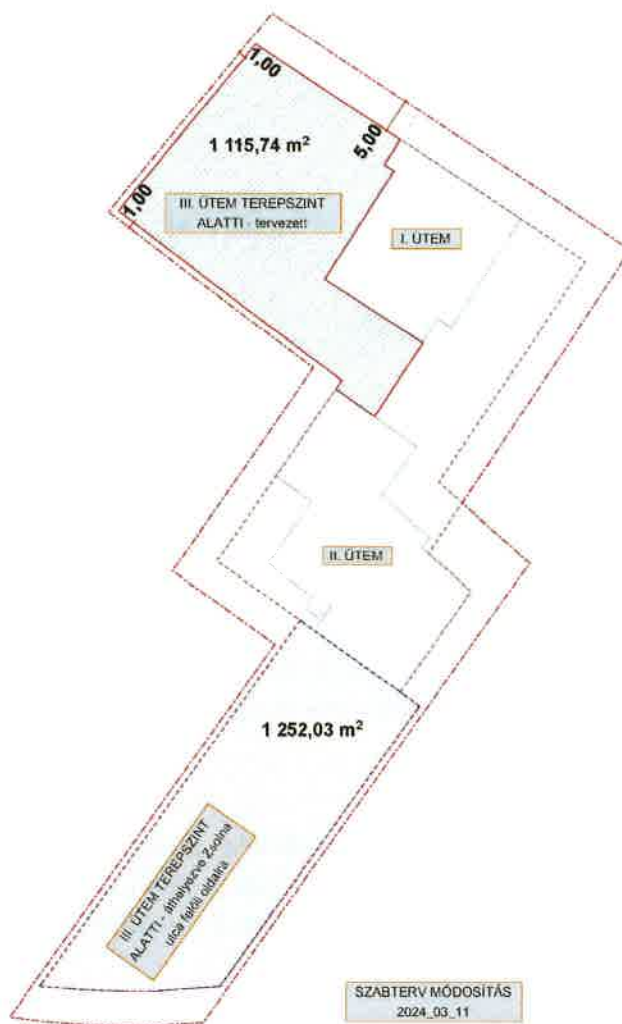 1,00
1 115,74 m²
5,00
1,00
III. ÜTEM TEREPSZINT
ALATTI - tervezett
I. ÜTEM
II. ÜTEM
1 252,03 m²
III. ÜTEM TEREPSZINT
ALATTI - áthelyezve Zsolna
utca felőli oldalra
SZABTERV MÓDOSÍTÁS
2024_03_11